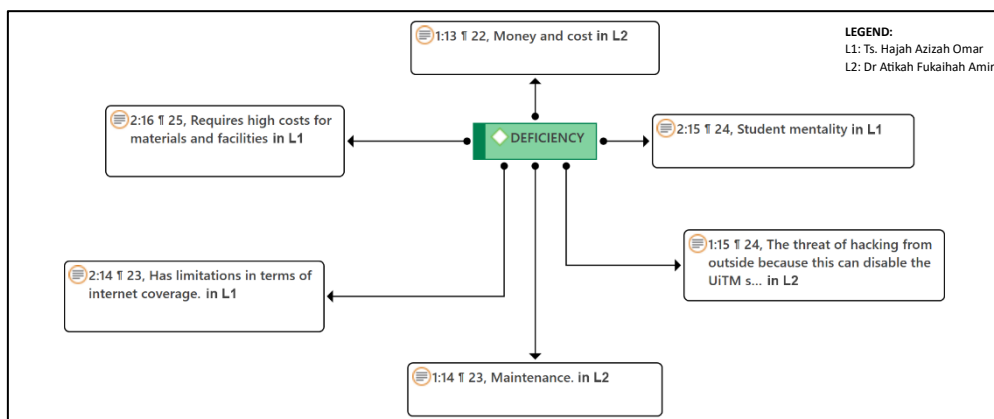 1:13 ¶ 22, Money and cost in L2
LEGEND:
L1: Ts. Hajah Azizah Omar
L2: Dr Atikah Fukaihah Amir
2:16 ¶ 25, Requires high costs for
materials and facilities in L1
DEFICIENCY
2:15 ¶ 24, Student mentality in L1
1:15 ¶ 24, The threat of hacking from
outside because this can disable the
UiTM s... in L2
2:14 ¶ 23, Has limitations in terms of
internet coverage. in L1
1:14 ¶ 23, Maintenance. in L2